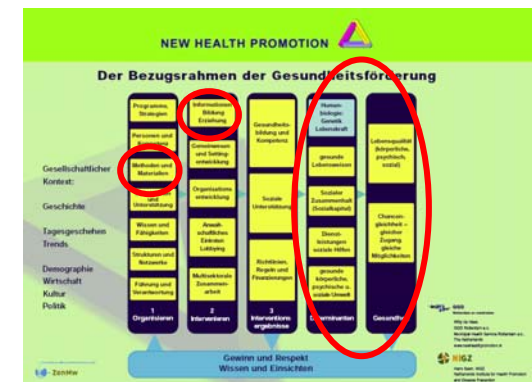 NEW HEALTH PROMOTION
Der Bezugsrahmen der Gesundheitsförderung
Gesellschaftlicher
Kontext:
Geschichte
Tagesgeschehen
Trends
Demographie
Wirtschaft
Kultur
Politik
Programme,
Strategien
Personen und
Kompetenz
Methoden und
Materialien
und
Unterstützung
Wissen und
Fähigkeiten
Strukturen und
Netzwerke
Führung und
Verantwortung
1
Organisieren
Informationen
Bildung
Erziehung
Gemeinwesen
und Setting-
entwicklung
Organisations
entwicklung
Anwalt-
schaftliches
Eintreten
Lobbying
Multisektorale
Zusammen-
arbeit
2
Intervenieren
Gesundheits-
bildung und
Kompetenz
Soziale
Unterstützung
Richtlinien,
Regeln und
Finanzierungen
3
Interventions
ergebnisse
Human-
biologie:
Genetik
Lebenskraft
gesunde
Lebensweisen
Sozialer
Zusammenhalt
(Sozialkapital)
Dienst-
leistungen
soziale Hilfen
gesunde
körperliche,
psychische u.
soziale Umwelt
Determinanten
Lebensqualität
(körperliche,
psychisch,
sozial)
Chancen-
gleichheit –
gleicher
Zugang
gleiche
Möglichkeiten
Gesundheit
Gewinn und Respekt
Wissen und Einsichten
ZonMw
GGD
NIGZ